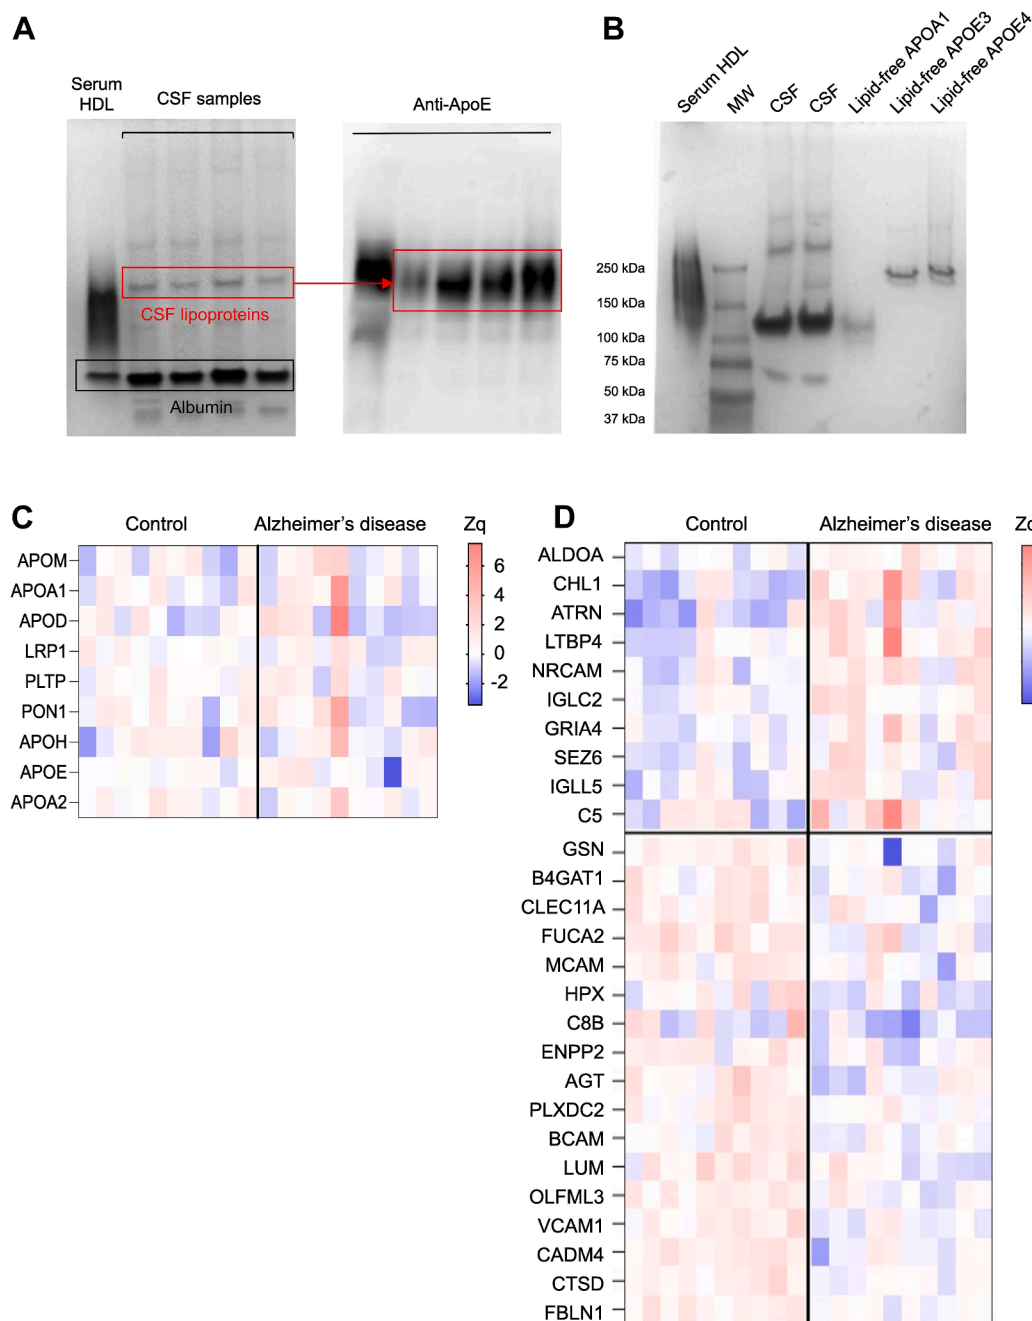 A
Serum
HDL
CSF samples
Anti-ApoE
CSF lipoproteins
Albumin
B
Serum HDL
MW
CSF
CSF
Lipid-free APOA1
Lipid-free APOE3
Lipid-free APOE4
250 kDa
150 kDa
100 kDa
75 kDa
50 kDa
37 kDa
C
Control
Alzheimer's disease
Zq
APOM
APOA1
APOD
LRP1
PLTP
PON1
APOH
APOE
APOA2
6
4
2
0
-2
D
Control
Alzheimer's disease
ALDOA
CHL1
ATRN
LTBP4
NRCAM
IGLC2
GRIA4
SEZ6
IGLL5
C5
GSN
B4GAT1
CLEC11A
FUCA2
MCAM
HPX
C8B
ENPP2
AGT
PLXDC2
BCAM
LUM
OLFML3
VCAM1
CADM4
CTSD
FBLN1